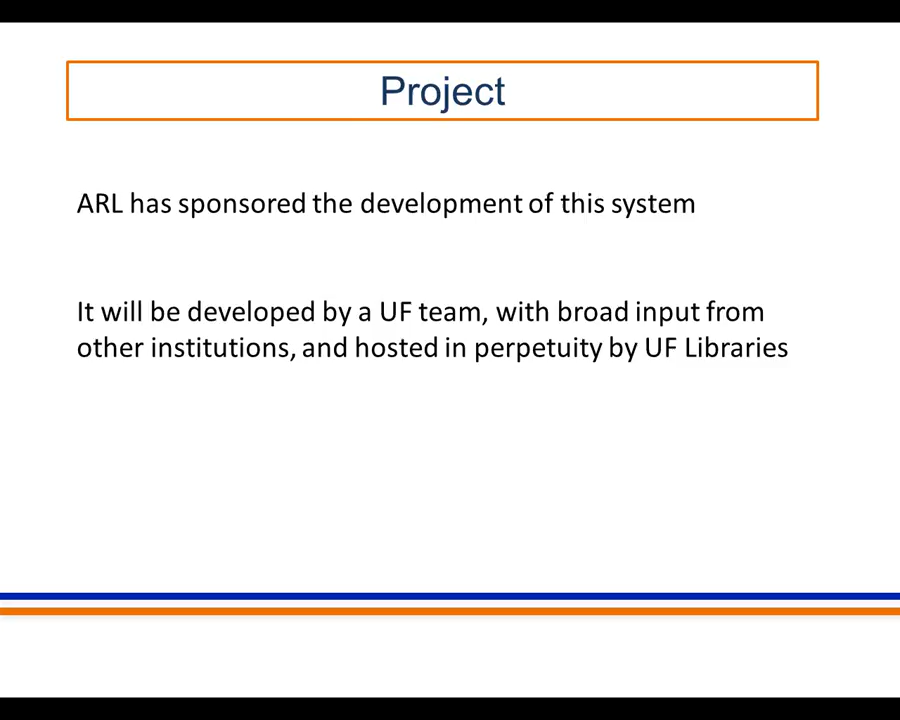 Project
ARL has sponsored the development of this system
It will be developed by a UF team, with broad input from
other institutions, and hosted in perpetuity by UF Libraries